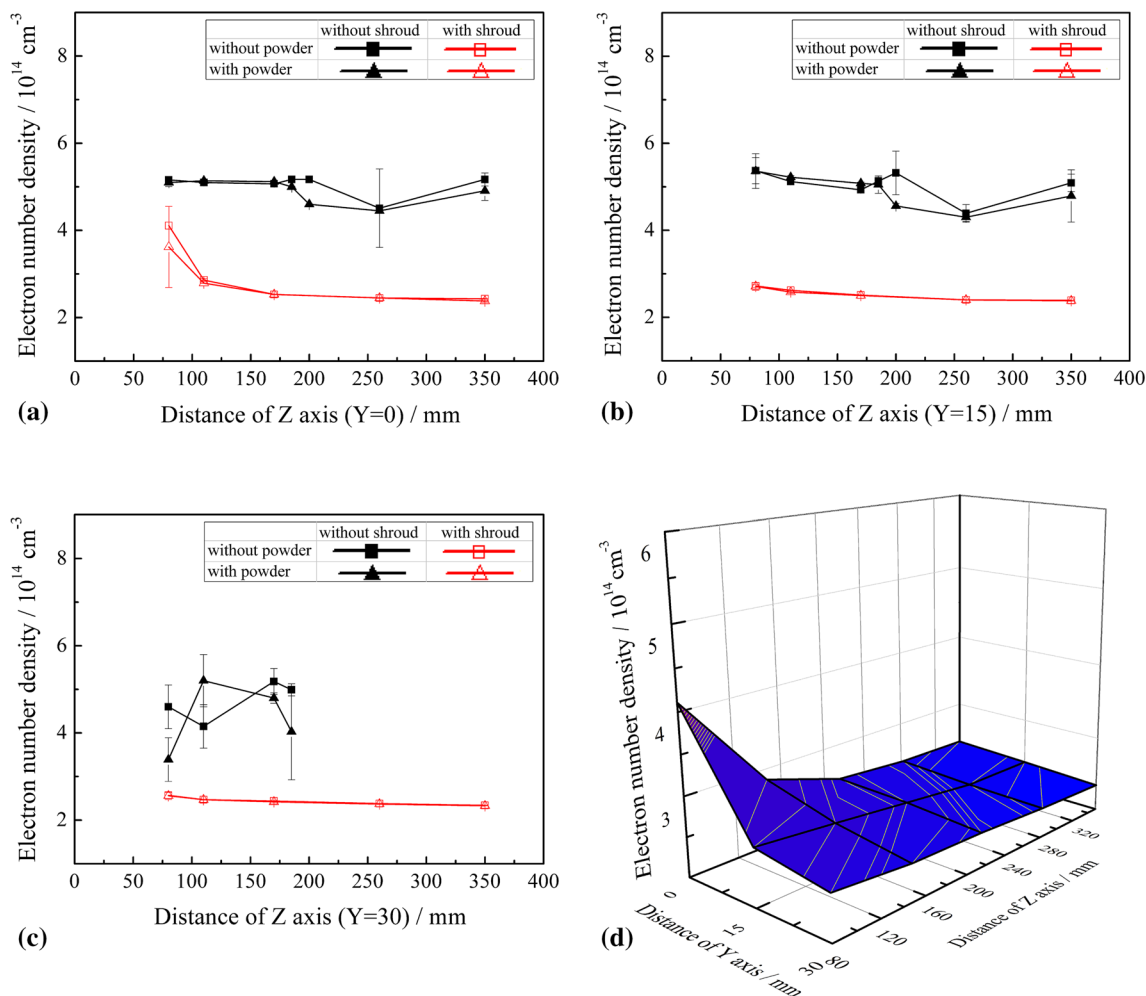 without shroud with shroud
without powder
with powder
Electron number density / 10^14 cm^-3
8
6
4
2
0 50 100 150 200 250 300 350 400
(a) Distance of Z axis (Y=0) / mm
without shroud with shroud
without powder
with powder
Electron number density / 10^14 cm^-3
8
6
4
2
0 50 100 150 200 250 300 350 400
(b) Distance of Z axis (Y=15) / mm
without shroud with shroud
without powder
with powder
Electron number density / 10^14 cm^-3
8
6
4
2
0 50 100 150 200 250 300 350 400
(c) Distance of Z axis (Y=30) / mm
Electron number density / 10^14 cm^-3
6
5
4
3
0 15 30
Distance of Y axis / mm
80 120 160 200 240 280 320
Distance of Z axis / mm
(d)